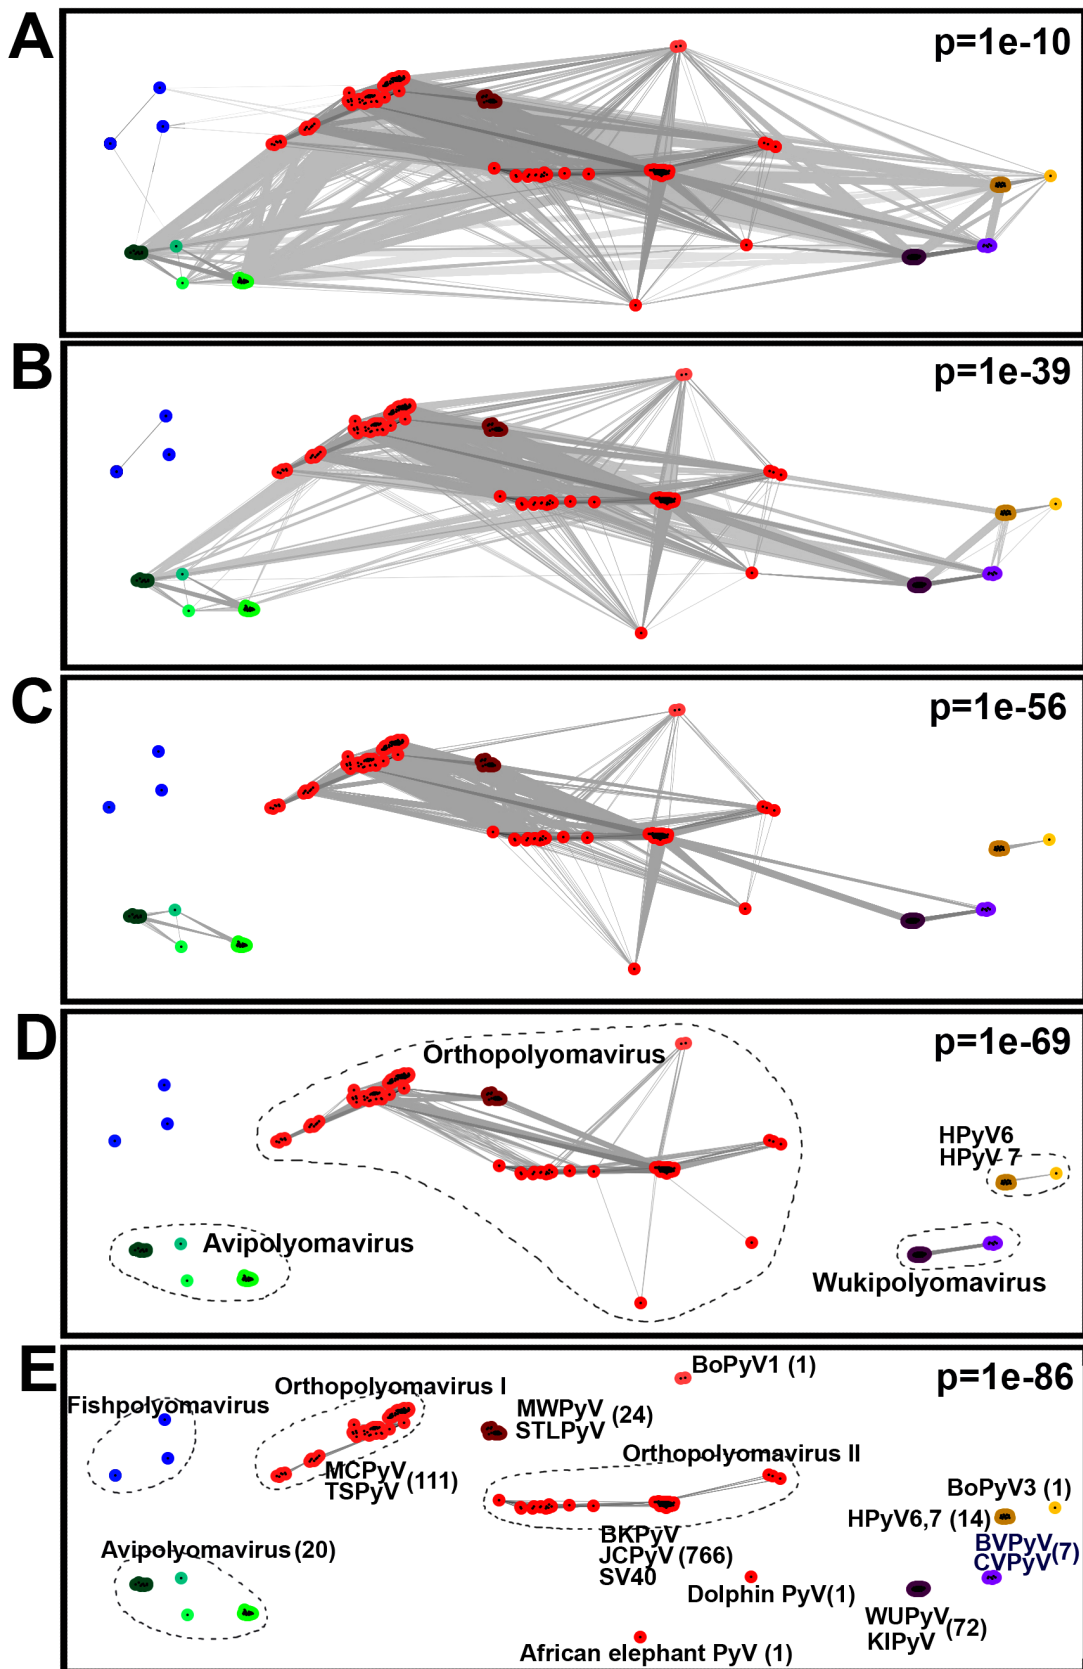 A
p=1e-10
B
p=1e-39
C
p=1e-56
D
p=1e-69
Orthopolyomavirus
HPyV6
HPyV 7
Avipolyomavirus
Wukipolyomavirus
E
p=1e-86
BoPyV1 (1)
Orthopolyomavirus I
Fishpolyomavirus
MWPyV
STLPyV
(24)
Orthopolyomavirus II
MCPyV
TSPyV
(111)
BoPyV3 (1)
HPyV6,7 (14)
BKPyV
JCPyV (766)
SV40
BVPyV
CVPyV
(7)
Avipolyomavirus (20)
Dolphin PyV(1)
WUPyV
KIPyV
(72)
African elephant PyV (1)